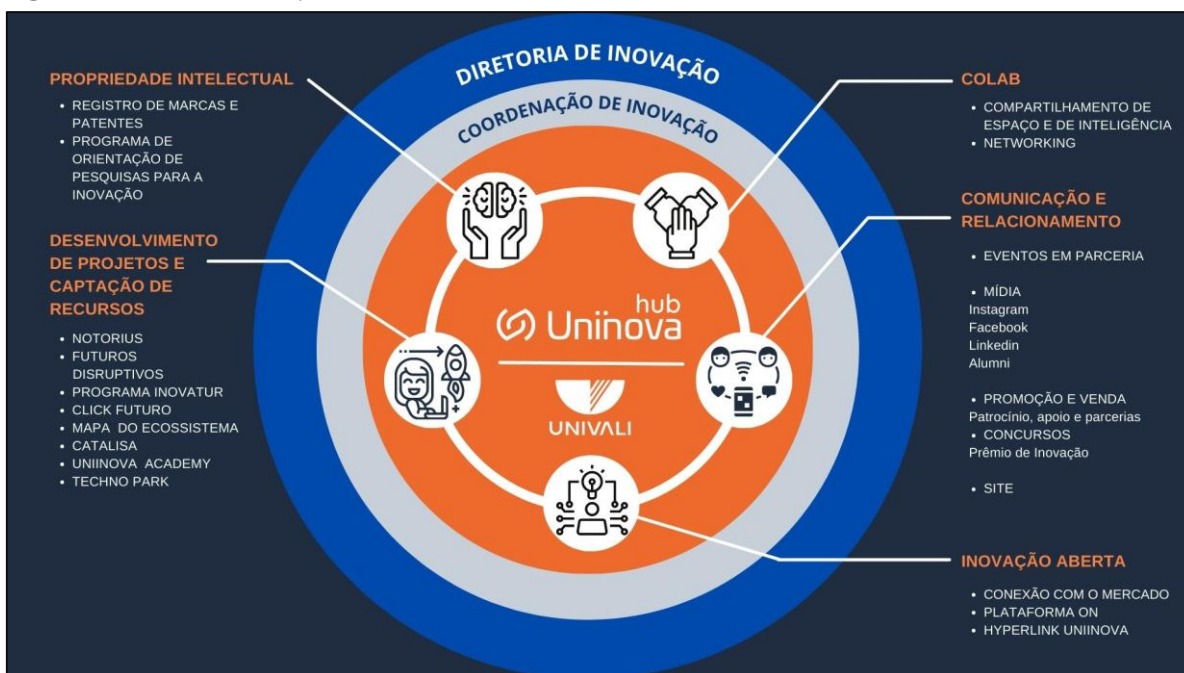 DIRETORIA DE INOVAÇÃO
COORDENAÇÃO DE INOVAÇÃO
PROPRIEDADE INTELECTUAL
• REGISTRO DE MARCAS E
PATENTES
• PROGRAMA DE
ORIENTAÇÃO DE
PESQUISAS PARA A
INOVAÇÃO
DESENVOLVIMENTO
DE PROJETOS E
CAPTAÇÃO DE
RECURSOS
• NOTORIUS
• FUTUROS
DISRUPTIVOS
• PROGRAMA INOVATUR
• CLICK FUTURO
• MAPA DO ECOSSISTEMA
• CATALISA
• UNIINOVA ACADEMY
• TECHNO PARK
hub
Uniinova
UNIVALI
COLAB
• COMPARTILHAMENTO DE
ESPAÇO E DE INTELIGÊNCIA
• NETWORKING
COMUNICAÇÃO E
RELACIONAMENTO
• EVENTOS EM PARCERIA
• MÍDIA
Instagram
Facebook
Linkedin
Alumni
• PROMOÇÃO E VENDA
Patrocínio, apoio e parcerias
• CONCURSOS
Prêmio de Inovação
• SITE
INOVAÇÃO ABERTA
• CONEXÃO COM O MERCADO
• PLATAFORMA ON
• HYPERLINK UNIINOVA